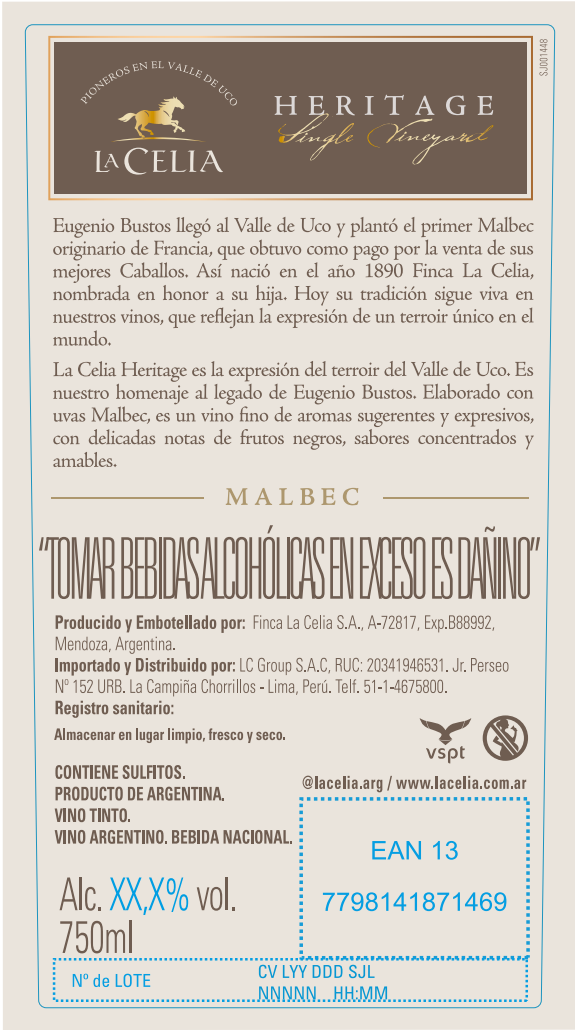 SJ001448
PIONEROS EN EL VALLE DE UCO
LA CELIA
HERITAGE
Single Vineyard
Eugenio Bustos llegó al Valle de Uco y plantó el primer Malbec
originario de Francia, que obtuvo como pago por la venta de sus
mejores Caballos. Así nació en el año 1890 Finca La Celia,
nombrada en honor a su hija. Hoy su tradición sigue viva en
nuestros vinos, que reflejan la expresión de un terroir único en el
mundo.
La Celia Heritage es la expresión del terroir del Valle de Uco. Es
nuestro homenaje al legado de Eugenio Bustos. Elaborado con
uvas Malbec, es un vino fino de aromas sugerentes y expresivos,
con delicadas notas de frutos negros, sabores concentrados y
amables.
MALBEC
“TOMAR BEBIDAS ALCOHÓLICAS EN EXCESO ES DAÑINO”
Producido y Embotellado por: Finca La Celia S.A., A-72817, Exp.B88992,
Mendoza, Argentina.
Importado y Distribuido por: LC Group S.A.C, RUC: 20341946531. Jr. Perseo
Nº 152 URB. La Campiña Chorrillos - Lima, Perú. Telf. 51-1-4675800.
Registro sanitario:
Almacenar en lugar limpio, fresco y seco.
vspt
CONTIENE SULFITOS.
PRODUCTO DE ARGENTINA.
VINO TINTO.
VINO ARGENTINO. BEBIDA NACIONAL.
@lacelia.arg / www.lacelia.com.ar
EAN 13
7798141871469
Alc. XX,X% vol.
750ml
Nº de LOTE
CV LYY DDD SJL
NNNNN HH:MM